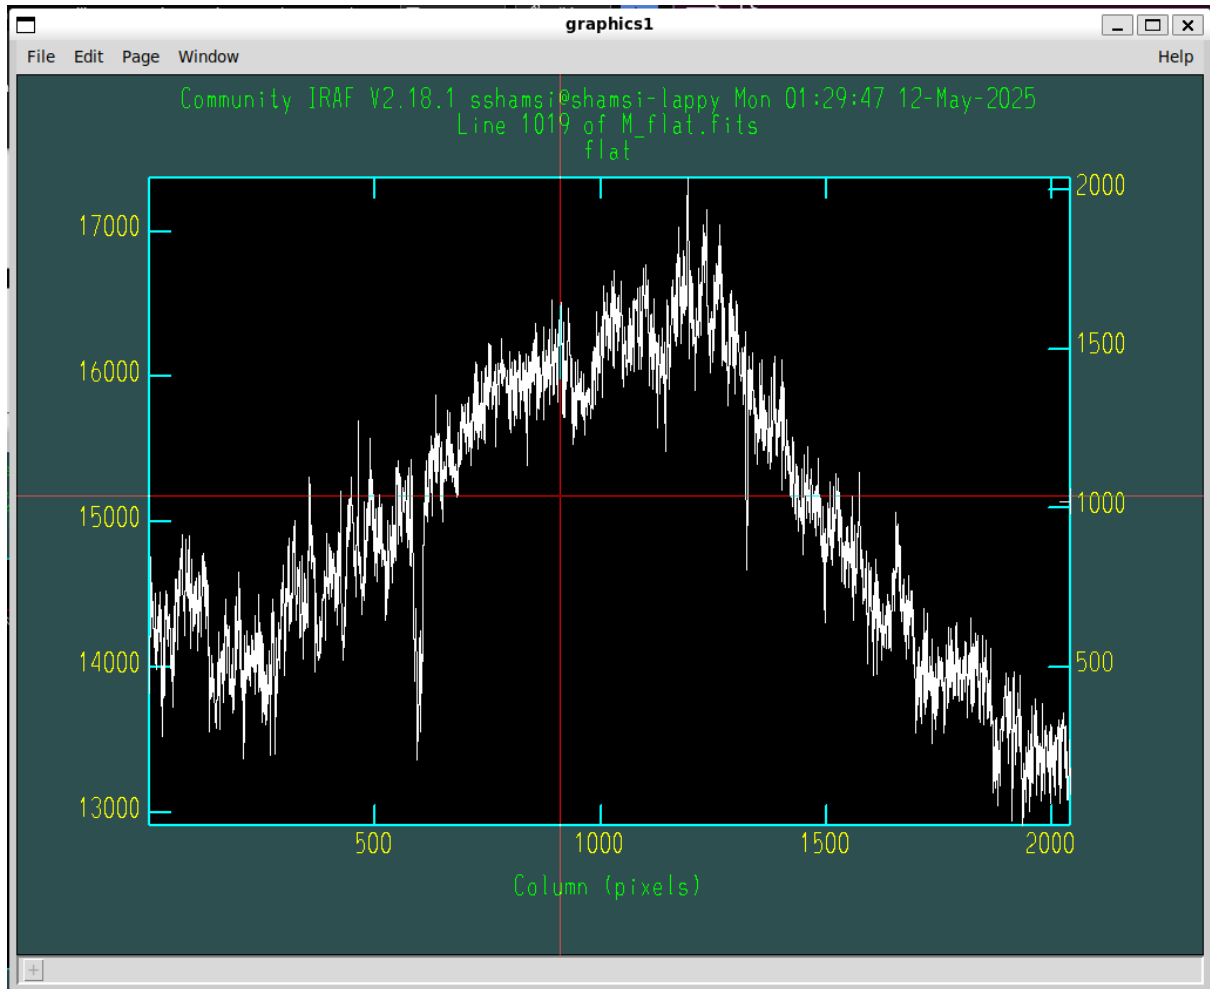 graphics1
File Edit Page Window Help
Community IRAF V2.18.1 sshamsi@shamsi-lappy Mon 01:29:47 12-May-2025
Line 1019 of M_flat.fits
flat
17000
16000
15000
14000
13000
2000
1500
1000
500
500 1000 1500 2000
Column (pixels)